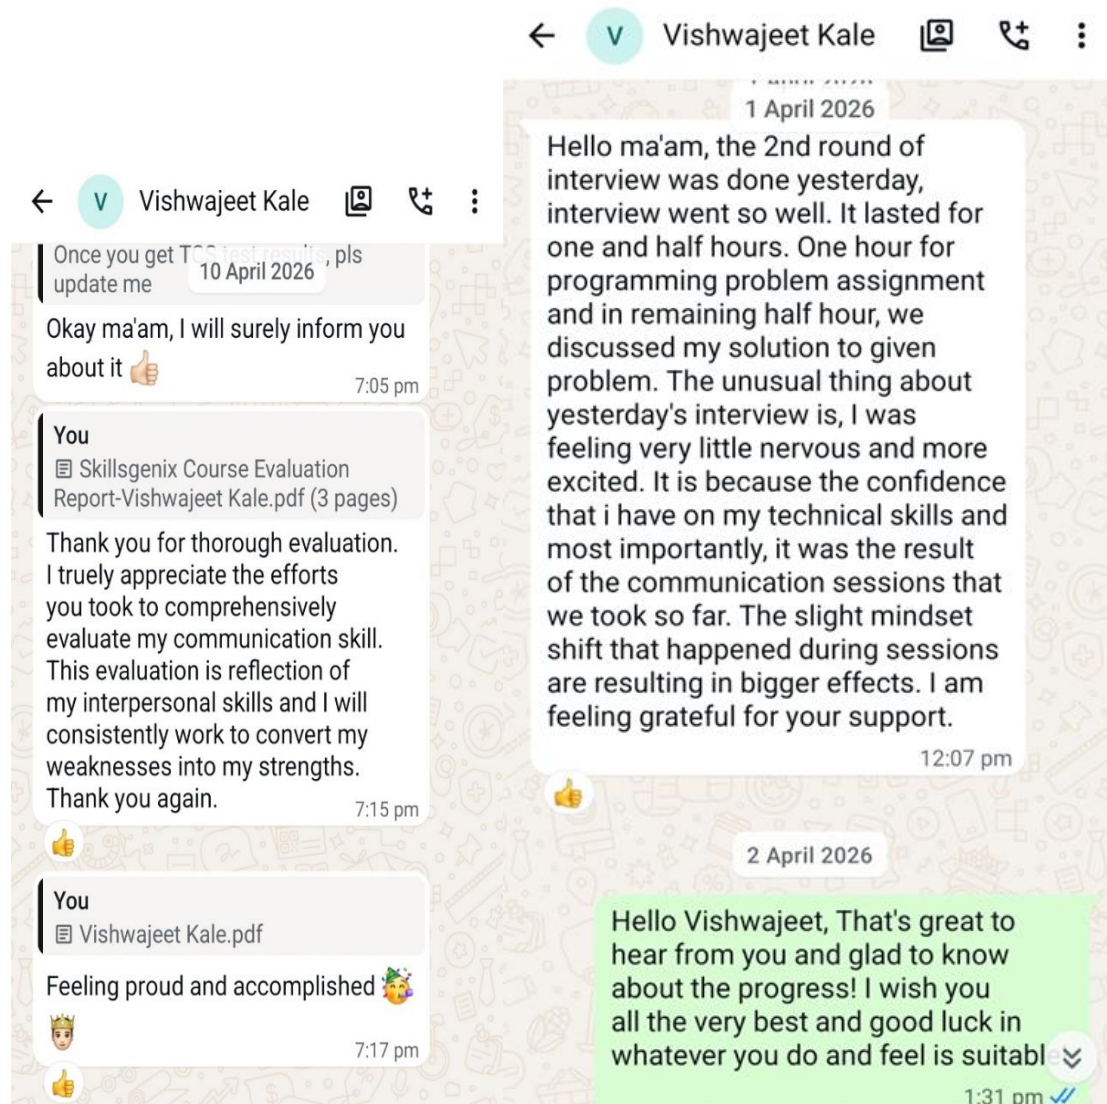 Vishwajeet Kale
Once you get TCS test results, pls
update me
10 April 2026
Okay ma'am, I will surely inform you
about it 👍🏻
7:05 pm
You
Skillsgenix Course Evaluation
Report-Vishwajeet Kale.pdf (3 pages)
Thank you for thorough evaluation.
I truely appreciate the efforts
you took to comprehensively
evaluate my communication skill.
This evaluation is reflection of
my interpersonal skills and I will
consistently work to convert my
weaknesses into my strengths.
Thank you again.
7:15 pm
You
Vishwajeet Kale.pdf
Feeling proud and accomplished 🥳
🤴🏻
7:17 pm
V Vishwajeet Kale
1 April 2026
Hello ma'am, the 2nd round of
interview was done yesterday,
interview went so well. It lasted for
one and half hours. One hour for
programming problem assignment
and in remaining half hour, we
discussed my solution to given
problem. The unusual thing about
yesterday's interview is, I was
feeling very little nervous and more
excited. It is because the confidence
that i have on my technical skills and
most importantly, it was the result
of the communication sessions that
we took so far. The slight mindset
shift that happened during sessions
are resulting in bigger effects. I am
feeling grateful for your support.
12:07 pm
2 April 2026
Hello Vishwajeet, That's great to
hear from you and glad to know
about the progress! I wish you
all the very best and good luck in
whatever you do and feel is suitabl
1:31 pm